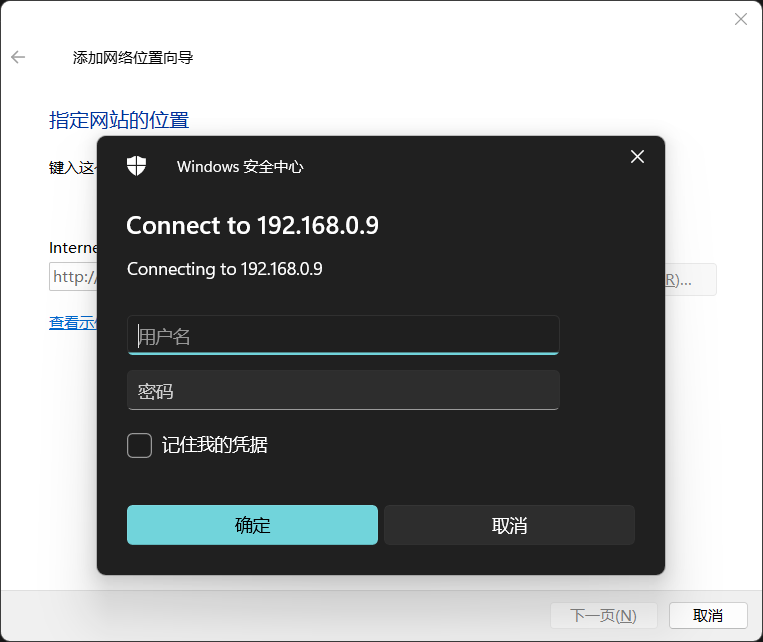 添加网络位置向导
指定网站的位置
键入这
Windows 安全中心
Connect to 192.168.0.9
Connecting to 192.168.0.9
Interne
http://
R)...
用户名
查看示
密码
记住我的凭据
确定
取消
下一页(N)
取消